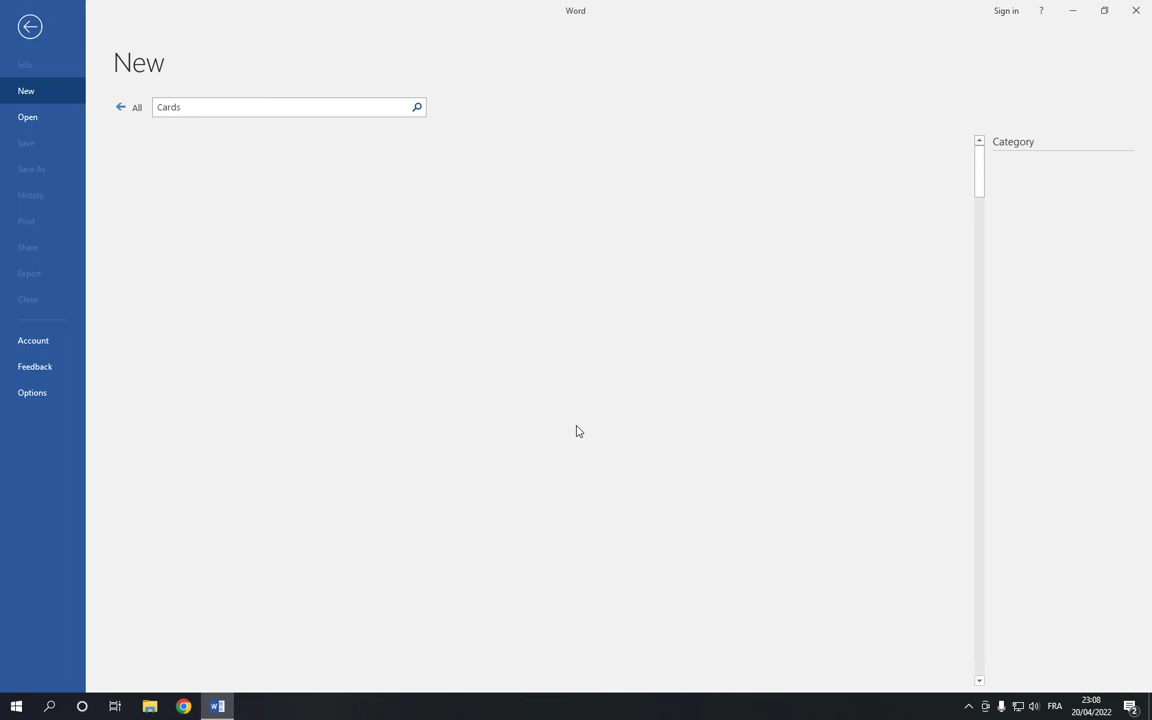 Word
Sign in
?
New
Info
New
Open
Save
Save As
History
Print
Share
Export
Close
Account
Feedback
Options
All
Cards
Category
FRA
23:08
20/04/2022
2